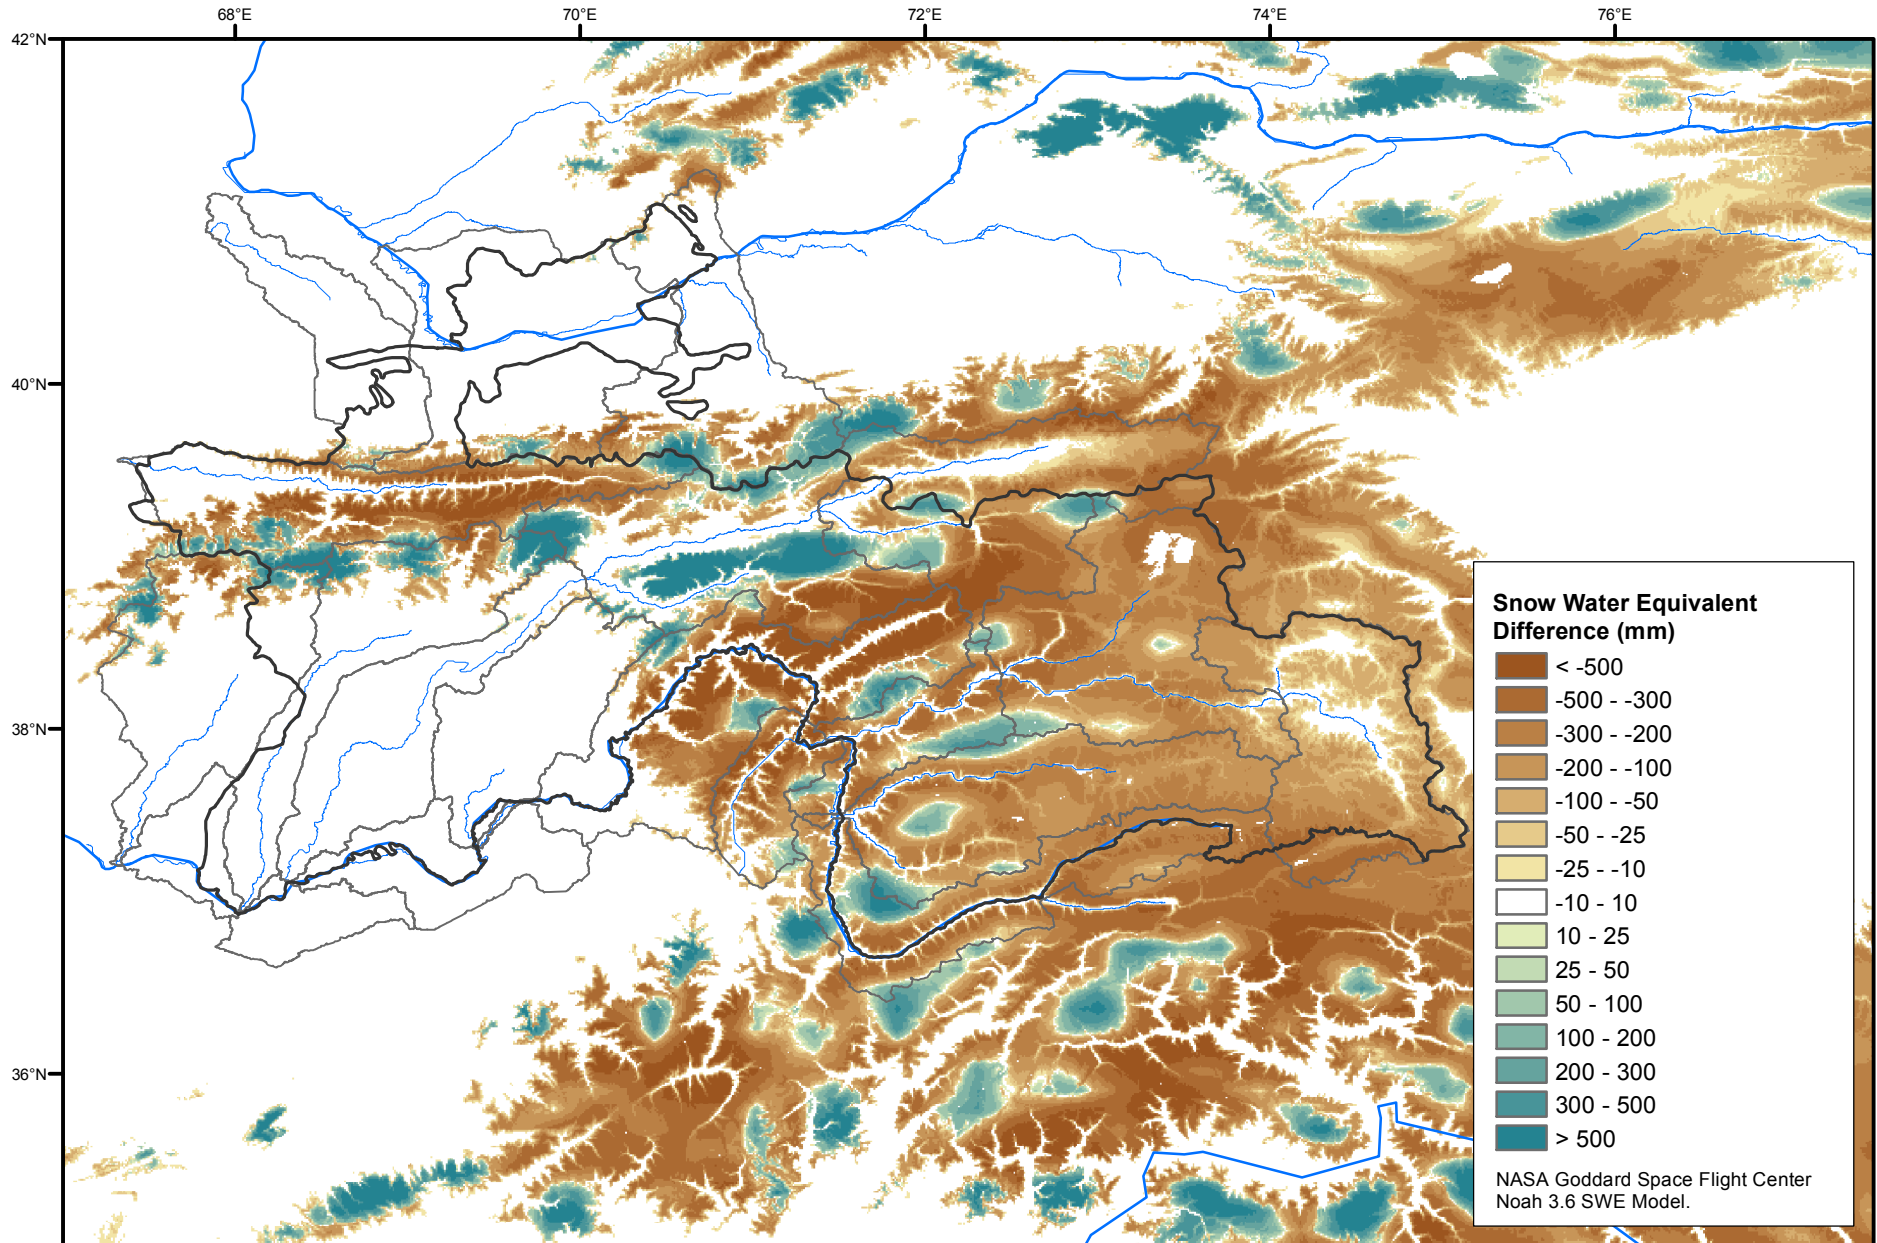 68°E
70°E
72°E
74°E
76°E
42°N
40°N
38°N
36°N
Snow Water Equivalent
Difference (mm)
< -500
-500 - -300
-300 - -200
-200 - -100
-100 - -50
-50 - -25
-25 - -10
-10 - 10
10 - 25
25 - 50
50 - 100
100 - 200
200 - 300
300 - 500
> 500
NASA Goddard Space Flight Center
Noah 3.6 SWE Model.